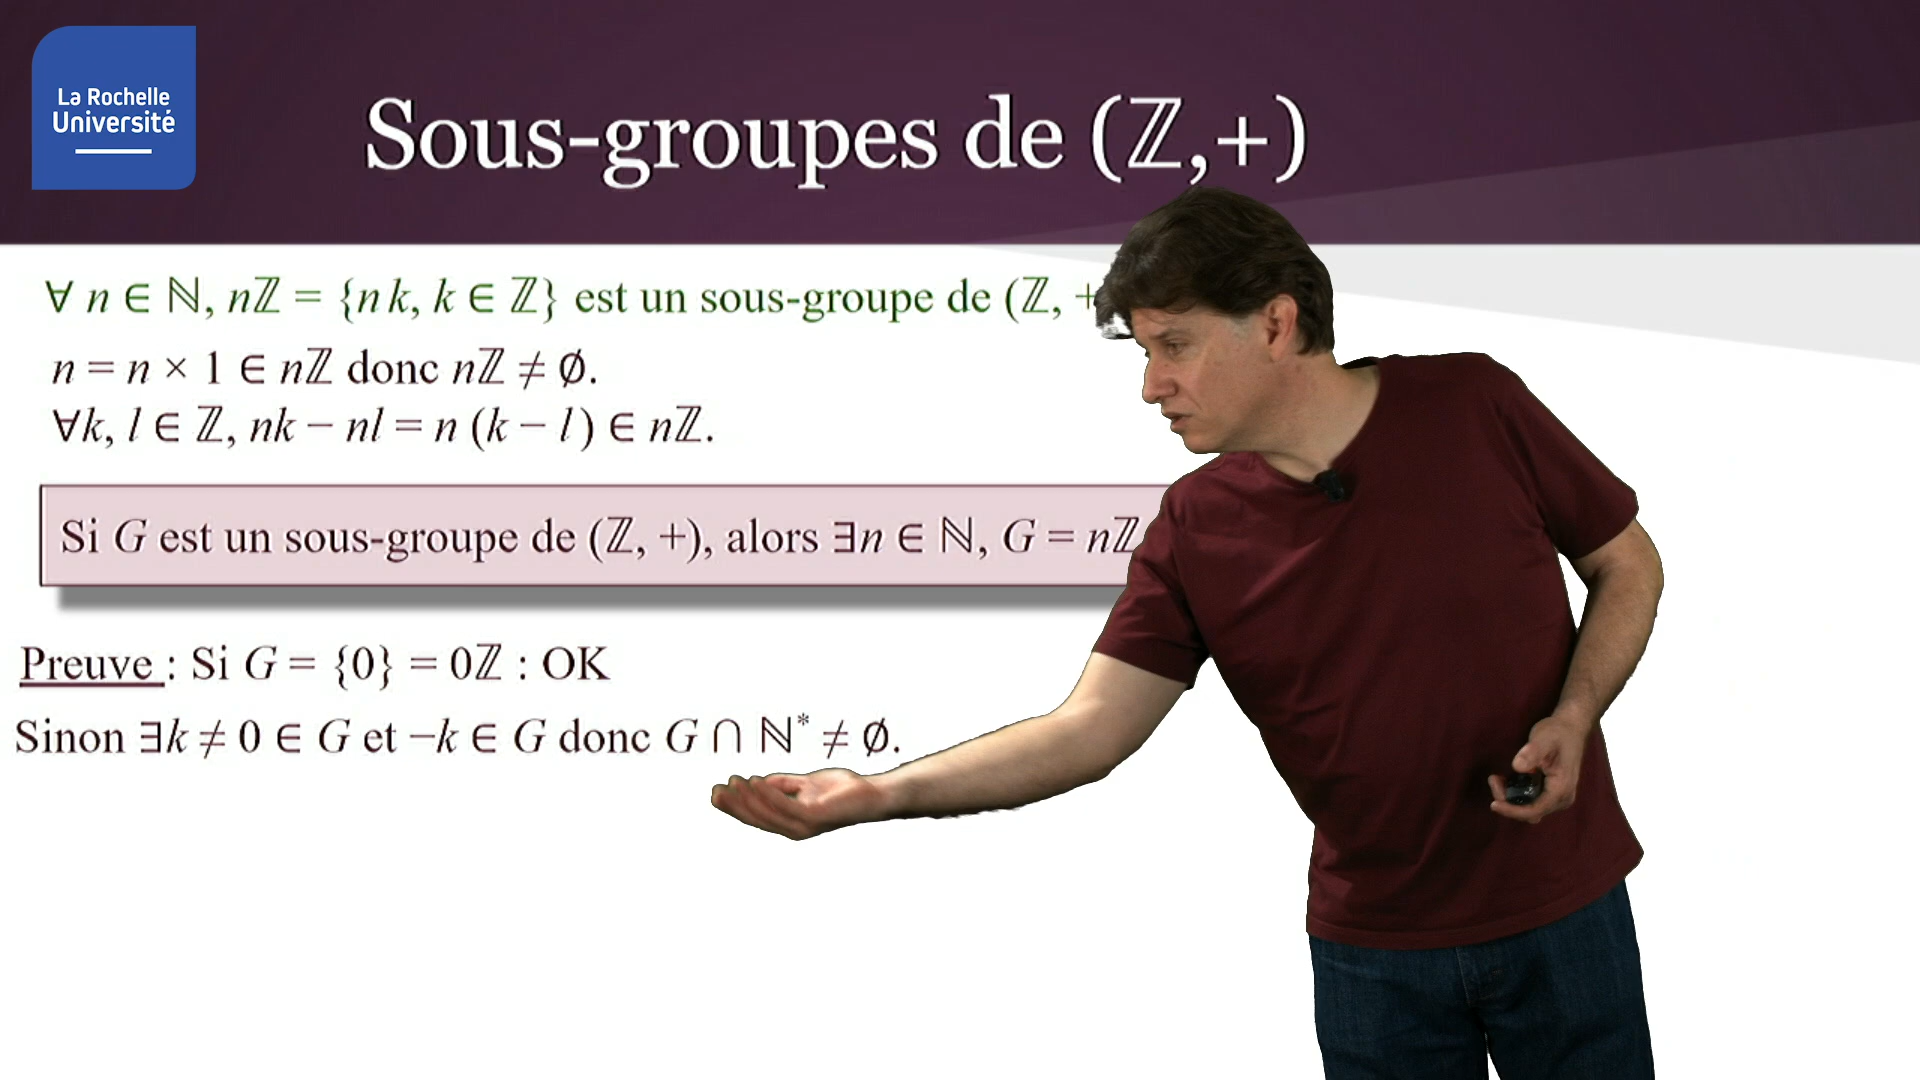 La Rochelle
Université
Sous-groupes de (ℤ,+)
∀ n ∈ ℕ, nℤ = {nk, k ∈ ℤ} est un sous-groupe de (ℤ, +
n = n × 1 ∈ nℤ donc nℤ ≠ ∅.
∀k, l ∈ ℤ, nk − nl = n (k − l) ∈ nℤ.
Si G est un sous-groupe de (ℤ, +), alors ∃n ∈ ℕ, G = nℤ
Preuve : Si G = {0} = 0ℤ : OK
Sinon ∃k ≠ 0 ∈ G et −k ∈ G donc G ∩ ℕ* ≠ ∅.